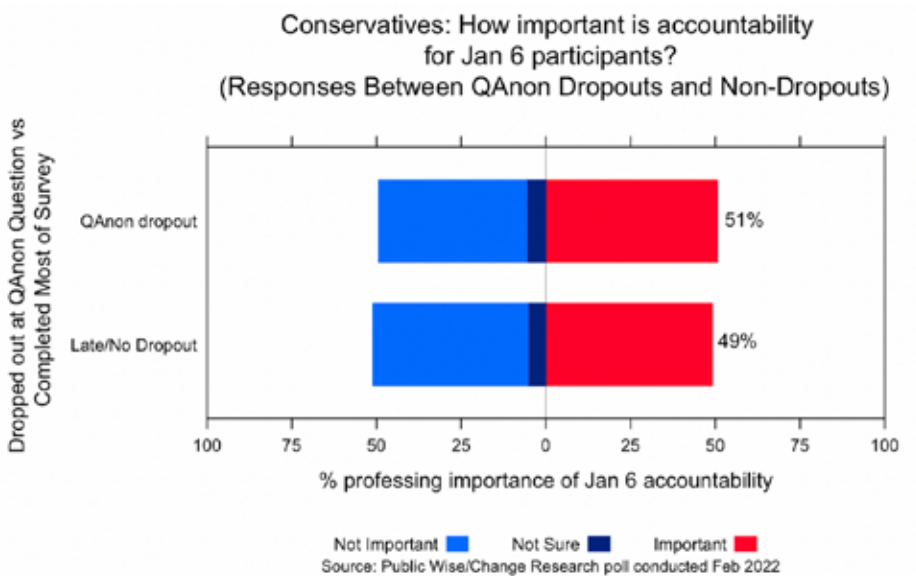 Conservatives: How important is accountability
for Jan 6 participants?
(Responses Between QAnon Dropouts and Non-Dropouts)
Dropped out at QAnon Question vs
Completed Most of Survey
QAnon dropout
51%
Late/No Dropout
49%
100 75 50 25 0 25 50 75 100
% professing importance of Jan 6 accountability
Not Important Not Sure Important
Source: Public Wise/Change Research poll conducted Feb 2022